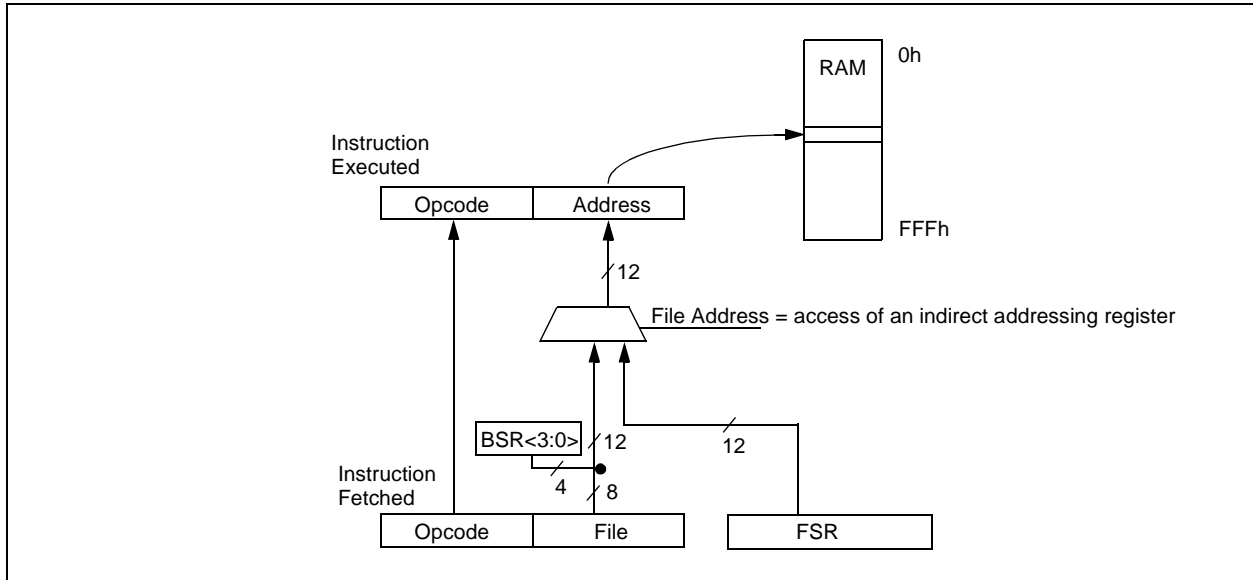 RAM
0h
Instruction
Executed
Opcode
Address
FFFh
12
File Address = access of an indirect addressing register
BSR<3:0>
12
12
Instruction
Fetched
4
8
Opcode
File
FSR